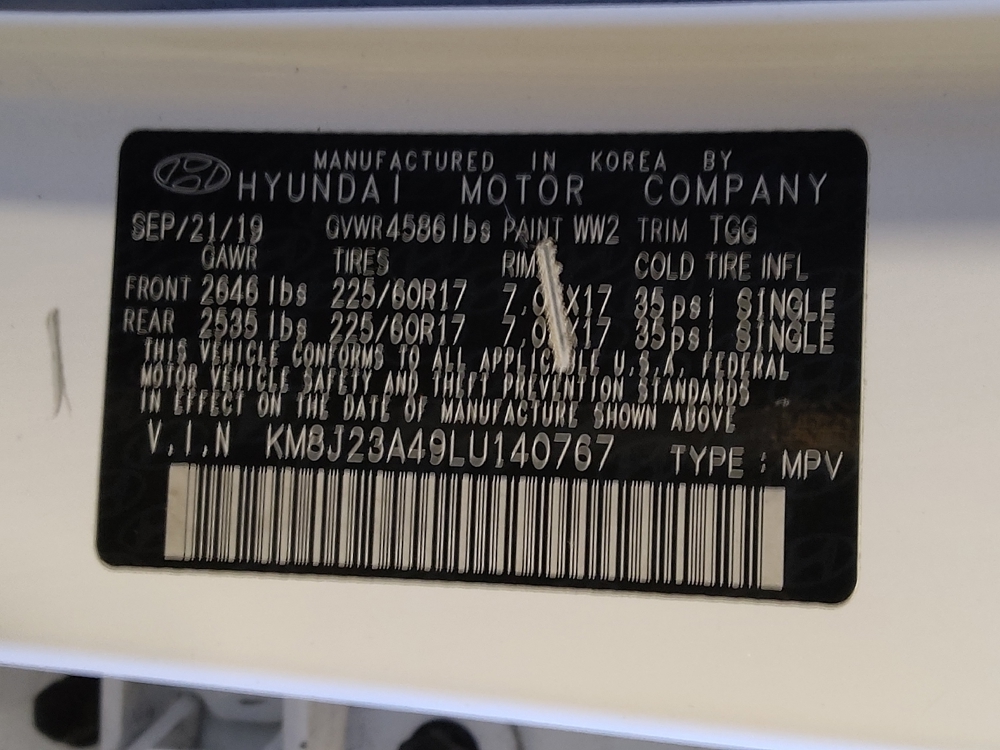 MANUFACTURED IN KOREA BY
HYUNDAI MOTOR COMPANY
SEP/21/19 GVWR 4586 lbs PAINT WW2 TRIM TGG
GAWR TIRES COLD TIRE INFL
FRONT 2646 lbs 225/60R17 35psi SINGLE
REAR 2535 lbs 225/60R17 35psi SINGLE
THIS VEHICLE CONFORMS TO ALL APPLICABLE U.S.A. FEDERAL
MOTOR VEHICLE SAFETY AND THEFT PREVENTION STANDARDS
IN EFFECT ON THE DATE OF MANUFACTURE SHOWN ABOVE
V.I.N KM8J23A49LU140767 TYPE : MPV